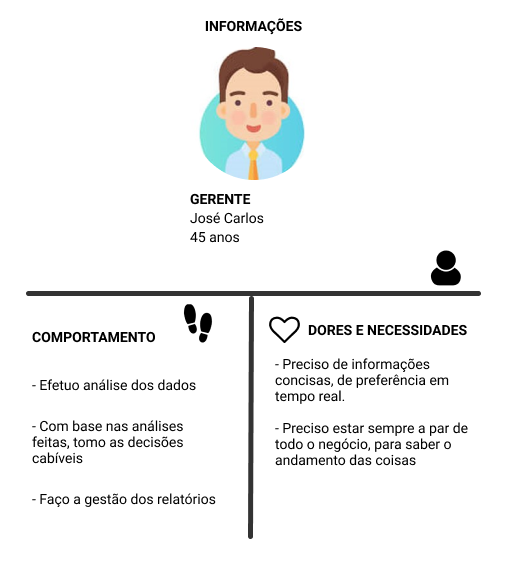 INFORMAÇÕES
GERENTE
José Carlos
45 anos
COMPORTAMENTO
- Efetuo análise dos dados
- Com base nas análises
feitas, tomo as decisões
cabíveis
- Faço a gestão dos relatórios
DORES E NECESSIDADES
- Preciso de informações
concisas, de preferência em
tempo real.
- Preciso estar sempre a par de
todo o negócio, para saber o
andamento das coisas